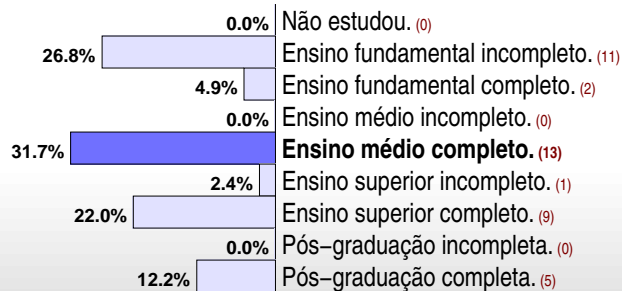 0.0% Não estudou. (0)
26.8% Ensino fundamental incompleto. (11)
4.9% Ensino fundamental completo. (2)
0.0% Ensino médio incompleto. (0)
31.7% Ensino médio completo. (13)
2.4% Ensino superior incompleto. (1)
22.0% Ensino superior completo. (9)
0.0% Pós−graduação incompleta. (0)
12.2% Pós−graduação completa. (5)